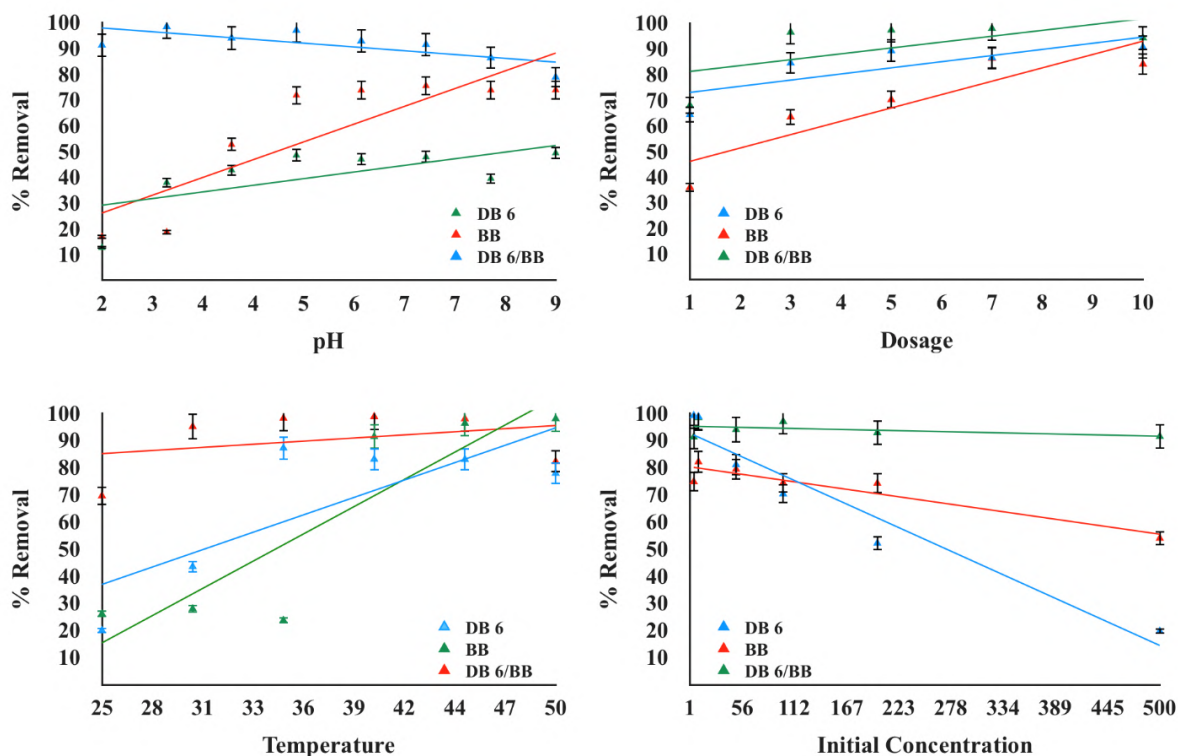 100
90
80
70
60
50
40
30
20
10
% Removal
DB 6
BB
DB 6/BB
2 3 4 4 5 6 7 7 8 9
pH
100
90
80
70
60
50
40
30
20
10
% Removal
DB 6
BB
DB 6/BB
1 2 3 4 5 6 7 8 9 10
Dosage
100
90
80
70
60
50
40
30
20
10
% Removal
DB 6
BB
DB 6/BB
25 28 31 33 36 39 42 44 47 50
Temperature
100
90
80
70
60
50
40
30
20
10
% Removal
DB 6
BB
DB 6/BB
1 56 112 167 223 278 334 389 445 500
Initial Concentration